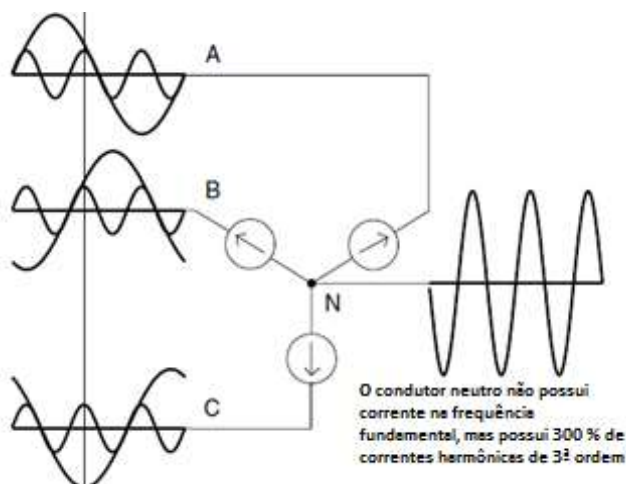 A
B
N
C
O condutor neutro não possui
corrente na frequência
fundamental, mas possui 300 % de
correntes harmônicas de 3ª ordem